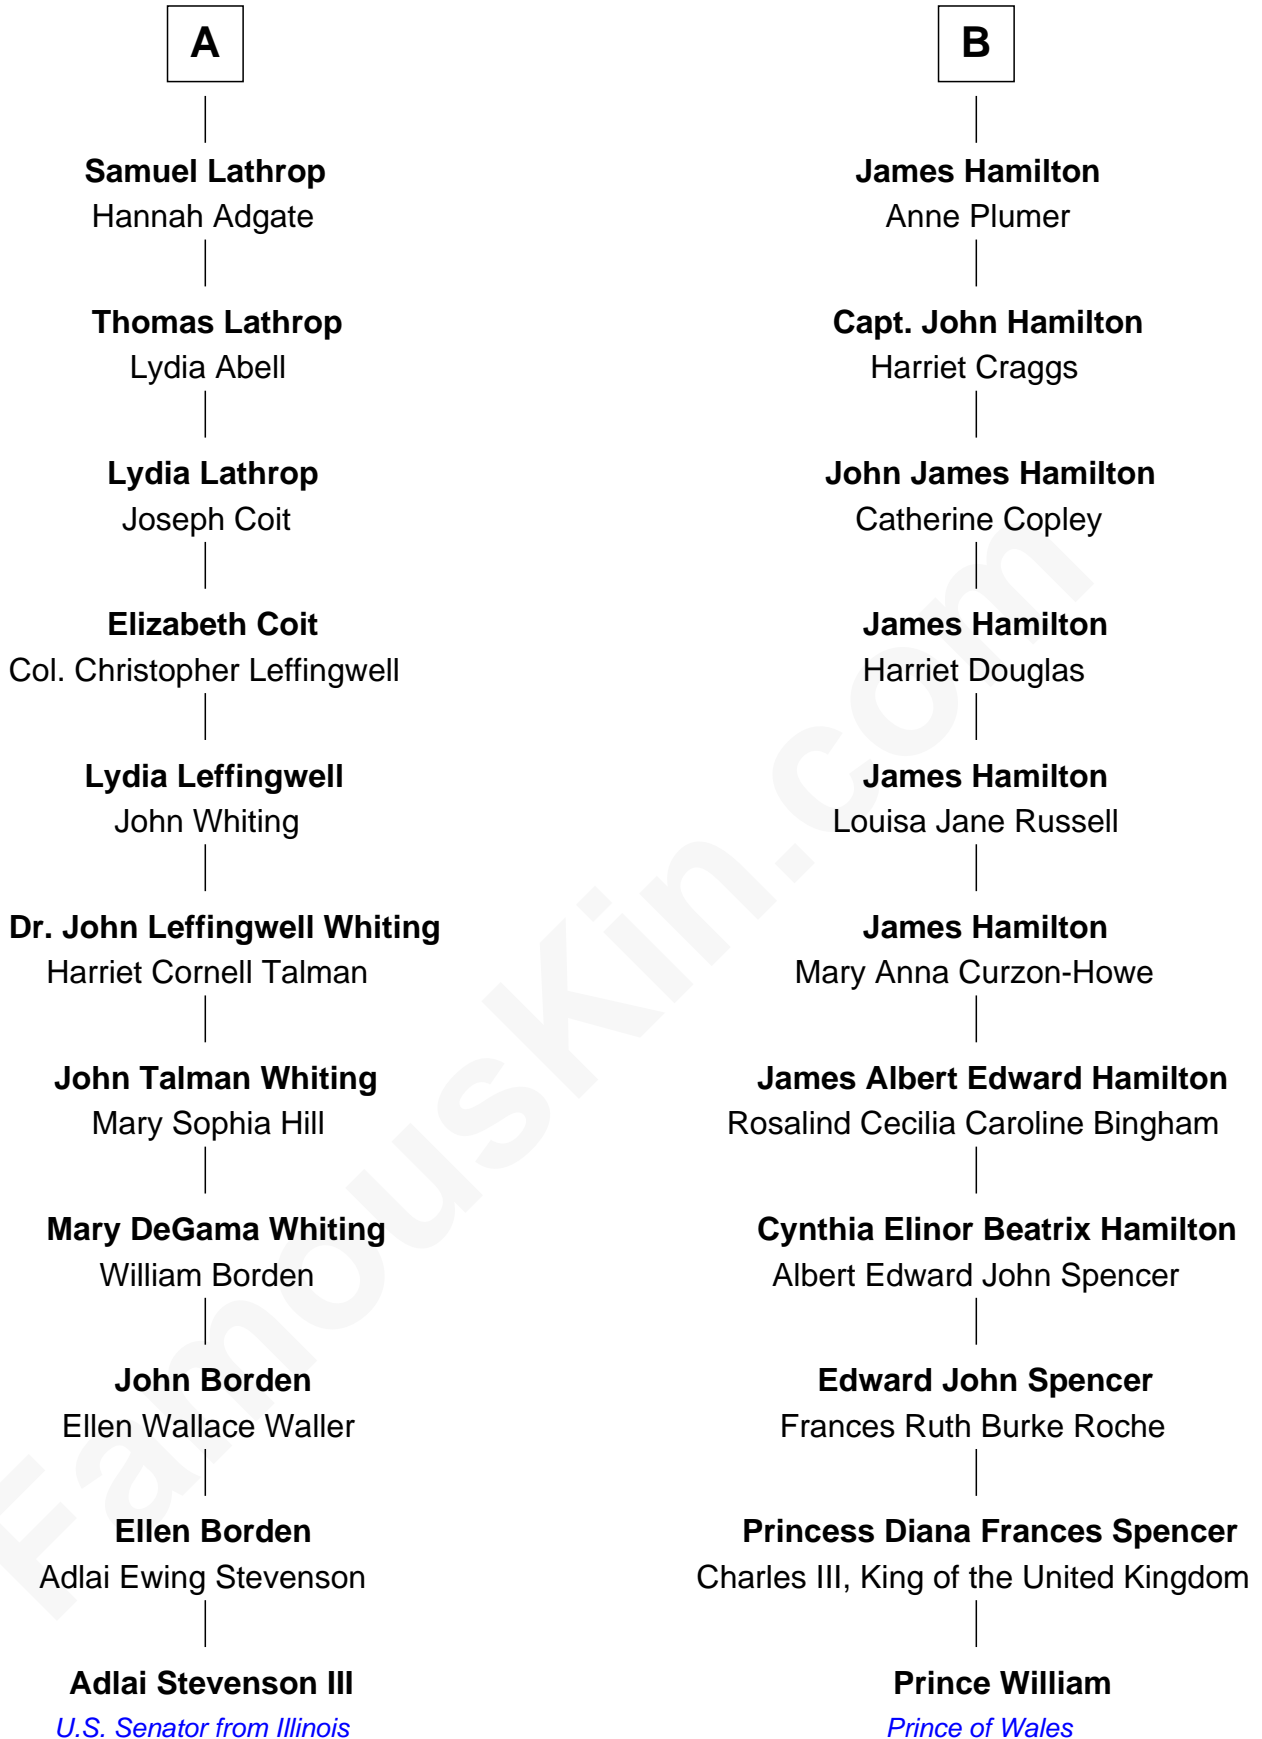 A
Samuel Lathrop
Hannah Adgate
Thomas Lathrop
Lydia Abell
Lydia Lathrop
Joseph Coit
Elizabeth Coit
Col. Christopher Leffingwell
Lydia Leffingwell
John Whiting
Dr. John Leffingwell Whiting
Harriet Cornell Talman
John Talman Whiting
Mary Sophia Hill
Mary DeGama Whiting
William Borden
John Borden
Ellen Wallace Waller
Ellen Borden
Adlai Ewing Stevenson
Adlai Stevenson III
U.S. Senator from Illinois
B
James Hamilton
Anne Plumer
Capt. John Hamilton
Harriet Craggs
John James Hamilton
Catherine Copley
James Hamilton
Harriet Douglas
James Hamilton
Louisa Jane Russell
James Hamilton
Mary Anna Curzon-Howe
James Albert Edward Hamilton
Rosalind Cecilia Caroline Bingham
Cynthia Elinor Beatrix Hamilton
Albert Edward John Spencer
Edward John Spencer
Frances Ruth Burke Roche
Princess Diana Frances Spencer
Charles III, King of the United Kingdom
Prince William
Prince of Wales
FamousKin.com